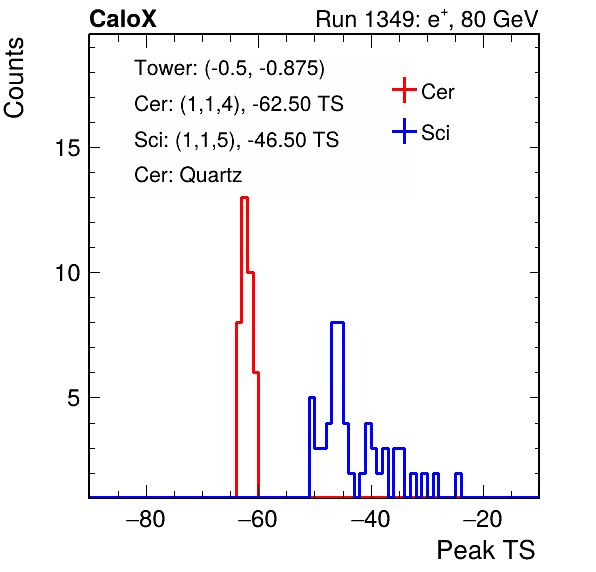 CaloX Run 1349: e⁺, 80 GeV
Counts
Tower: (-0.5, -0.875)
Cer: (1,1,4), -62.50 TS
Sci: (1,1,5), -46.50 TS
Cer: Quartz
Cer
Sci
15
10
5
−80 −60 −40 −20
Peak TS